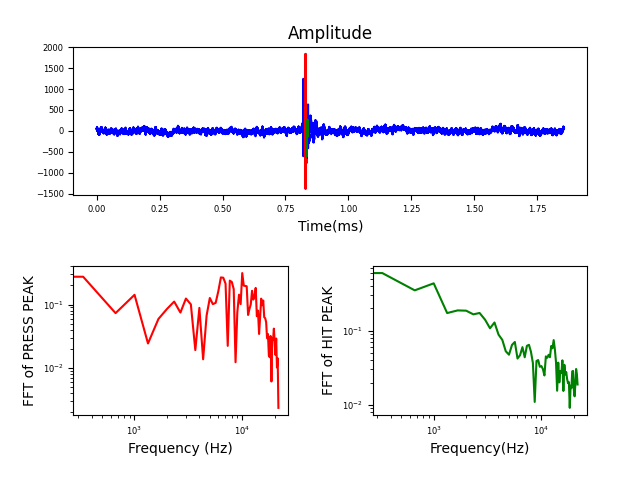 Amplitude
2000
1500
1000
500
0
−500
−1000
−1500
0.00 0.25 0.50 0.75 1.00 1.25 1.50 1.75
Time(ms)
FFT of PRESS PEAK
10⁻¹
10⁻²
10³ 10⁴
Frequency (Hz)
FFT of HIT PEAK
10⁻¹
10⁻²
10³ 10⁴
Frequency(Hz)